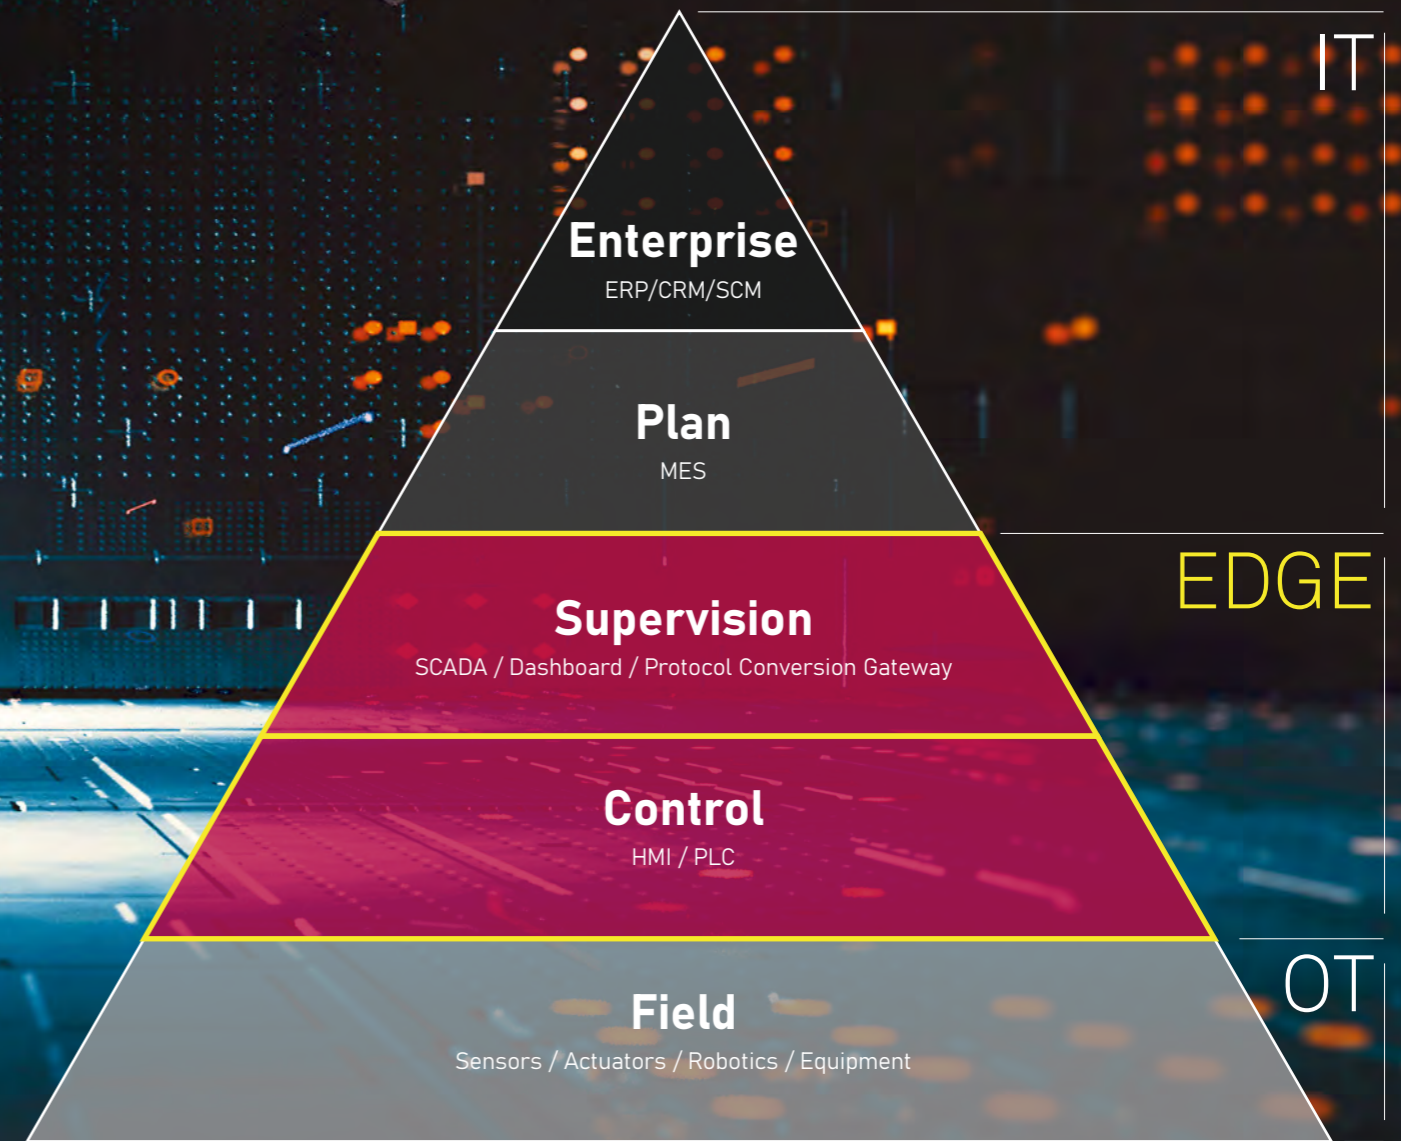 IT
Enterprise
ERP/CRM/SCM
Plan
MES
EDGE
Supervision
SCADA / Dashboard / Protocol Conversion Gateway
Control
HMI / PLC
OT
Field
Sensors / Actuators / Robotics / Equipment